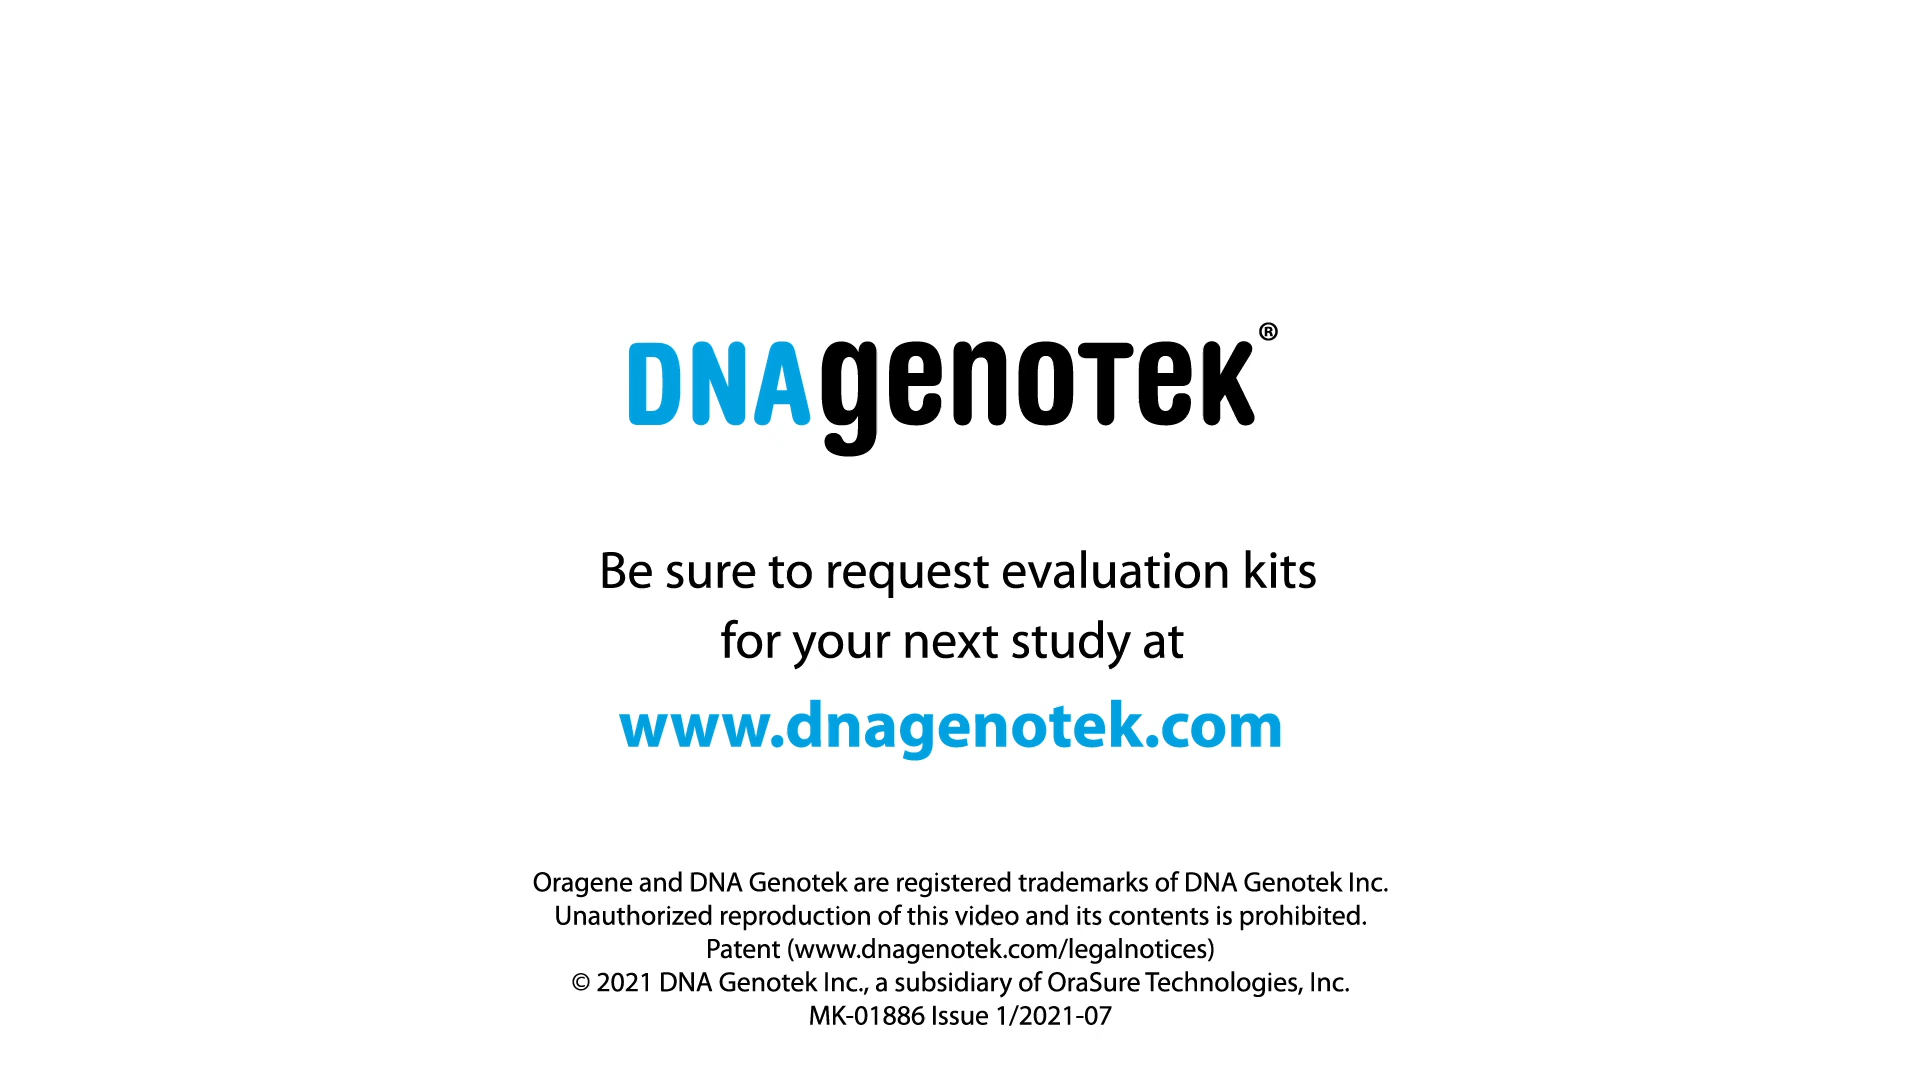 DNAgenoTek®
Be sure to request evaluation kits
for your next study at
www.dnagenotek.com
Oragene and DNA Genotek are registered trademarks of DNA Genotek Inc.
Unauthorized reproduction of this video and its contents is prohibited.
Patent (www.dnagenotek.com/legalnotices)
© 2021 DNA Genotek Inc., a subsidiary of OraSure Technologies, Inc.
MK-01886 Issue 1/2021-07